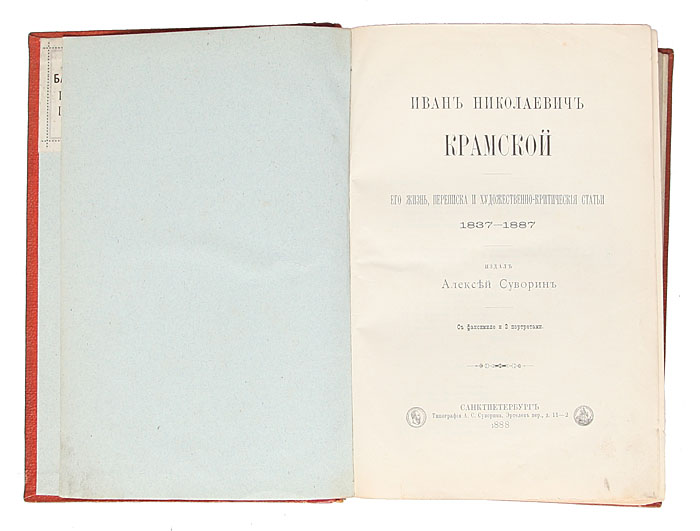 БА
ИВАНЪ НИКОЛАЕВИЧЪ
КРАМСКОЙ
ЕГО ЖИЗНЬ, ПЕРЕПИСКА И ХУДОЖЕСТВЕННО-КРИТИЧЕСКІЯ СТАТЬИ
1837—1887
ИЗДАЛЪ
Алексѣй Суворинъ
Съ факсимиле и 2 портретами.
САНКТПЕТЕРБУРГЪ
Типографія А. С. Суворина. Эртелевъ пер., д. 11—2
1888